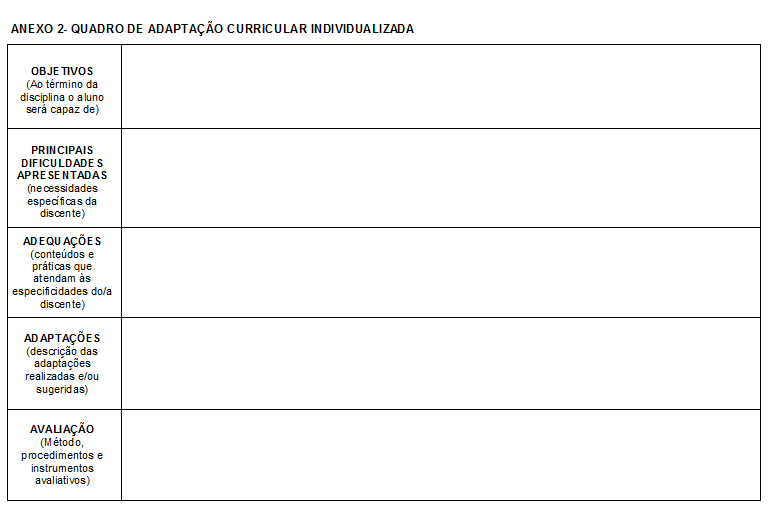 ANEXO 2- QUADRO DE ADAPTAÇÃO CURRICULAR INDIVIDUALIZADA
OBJETIVOS
(Ao término da
disciplina o aluno
será capaz de)
PRINCIPAIS
DIFICULDADES
APRESENTADAS
(necessidades
específicas da
discente)
ADEQUAÇÕES
(conteúdos e
práticas que
atendam às
especificidades do/a
discente)
ADAPTAÇÕES
(descrição das
adaptações
realizadas e/ou
sugeridas)
AVALIAÇÃO
(Método,
procedimentos e
instrumentos
avaliativos)